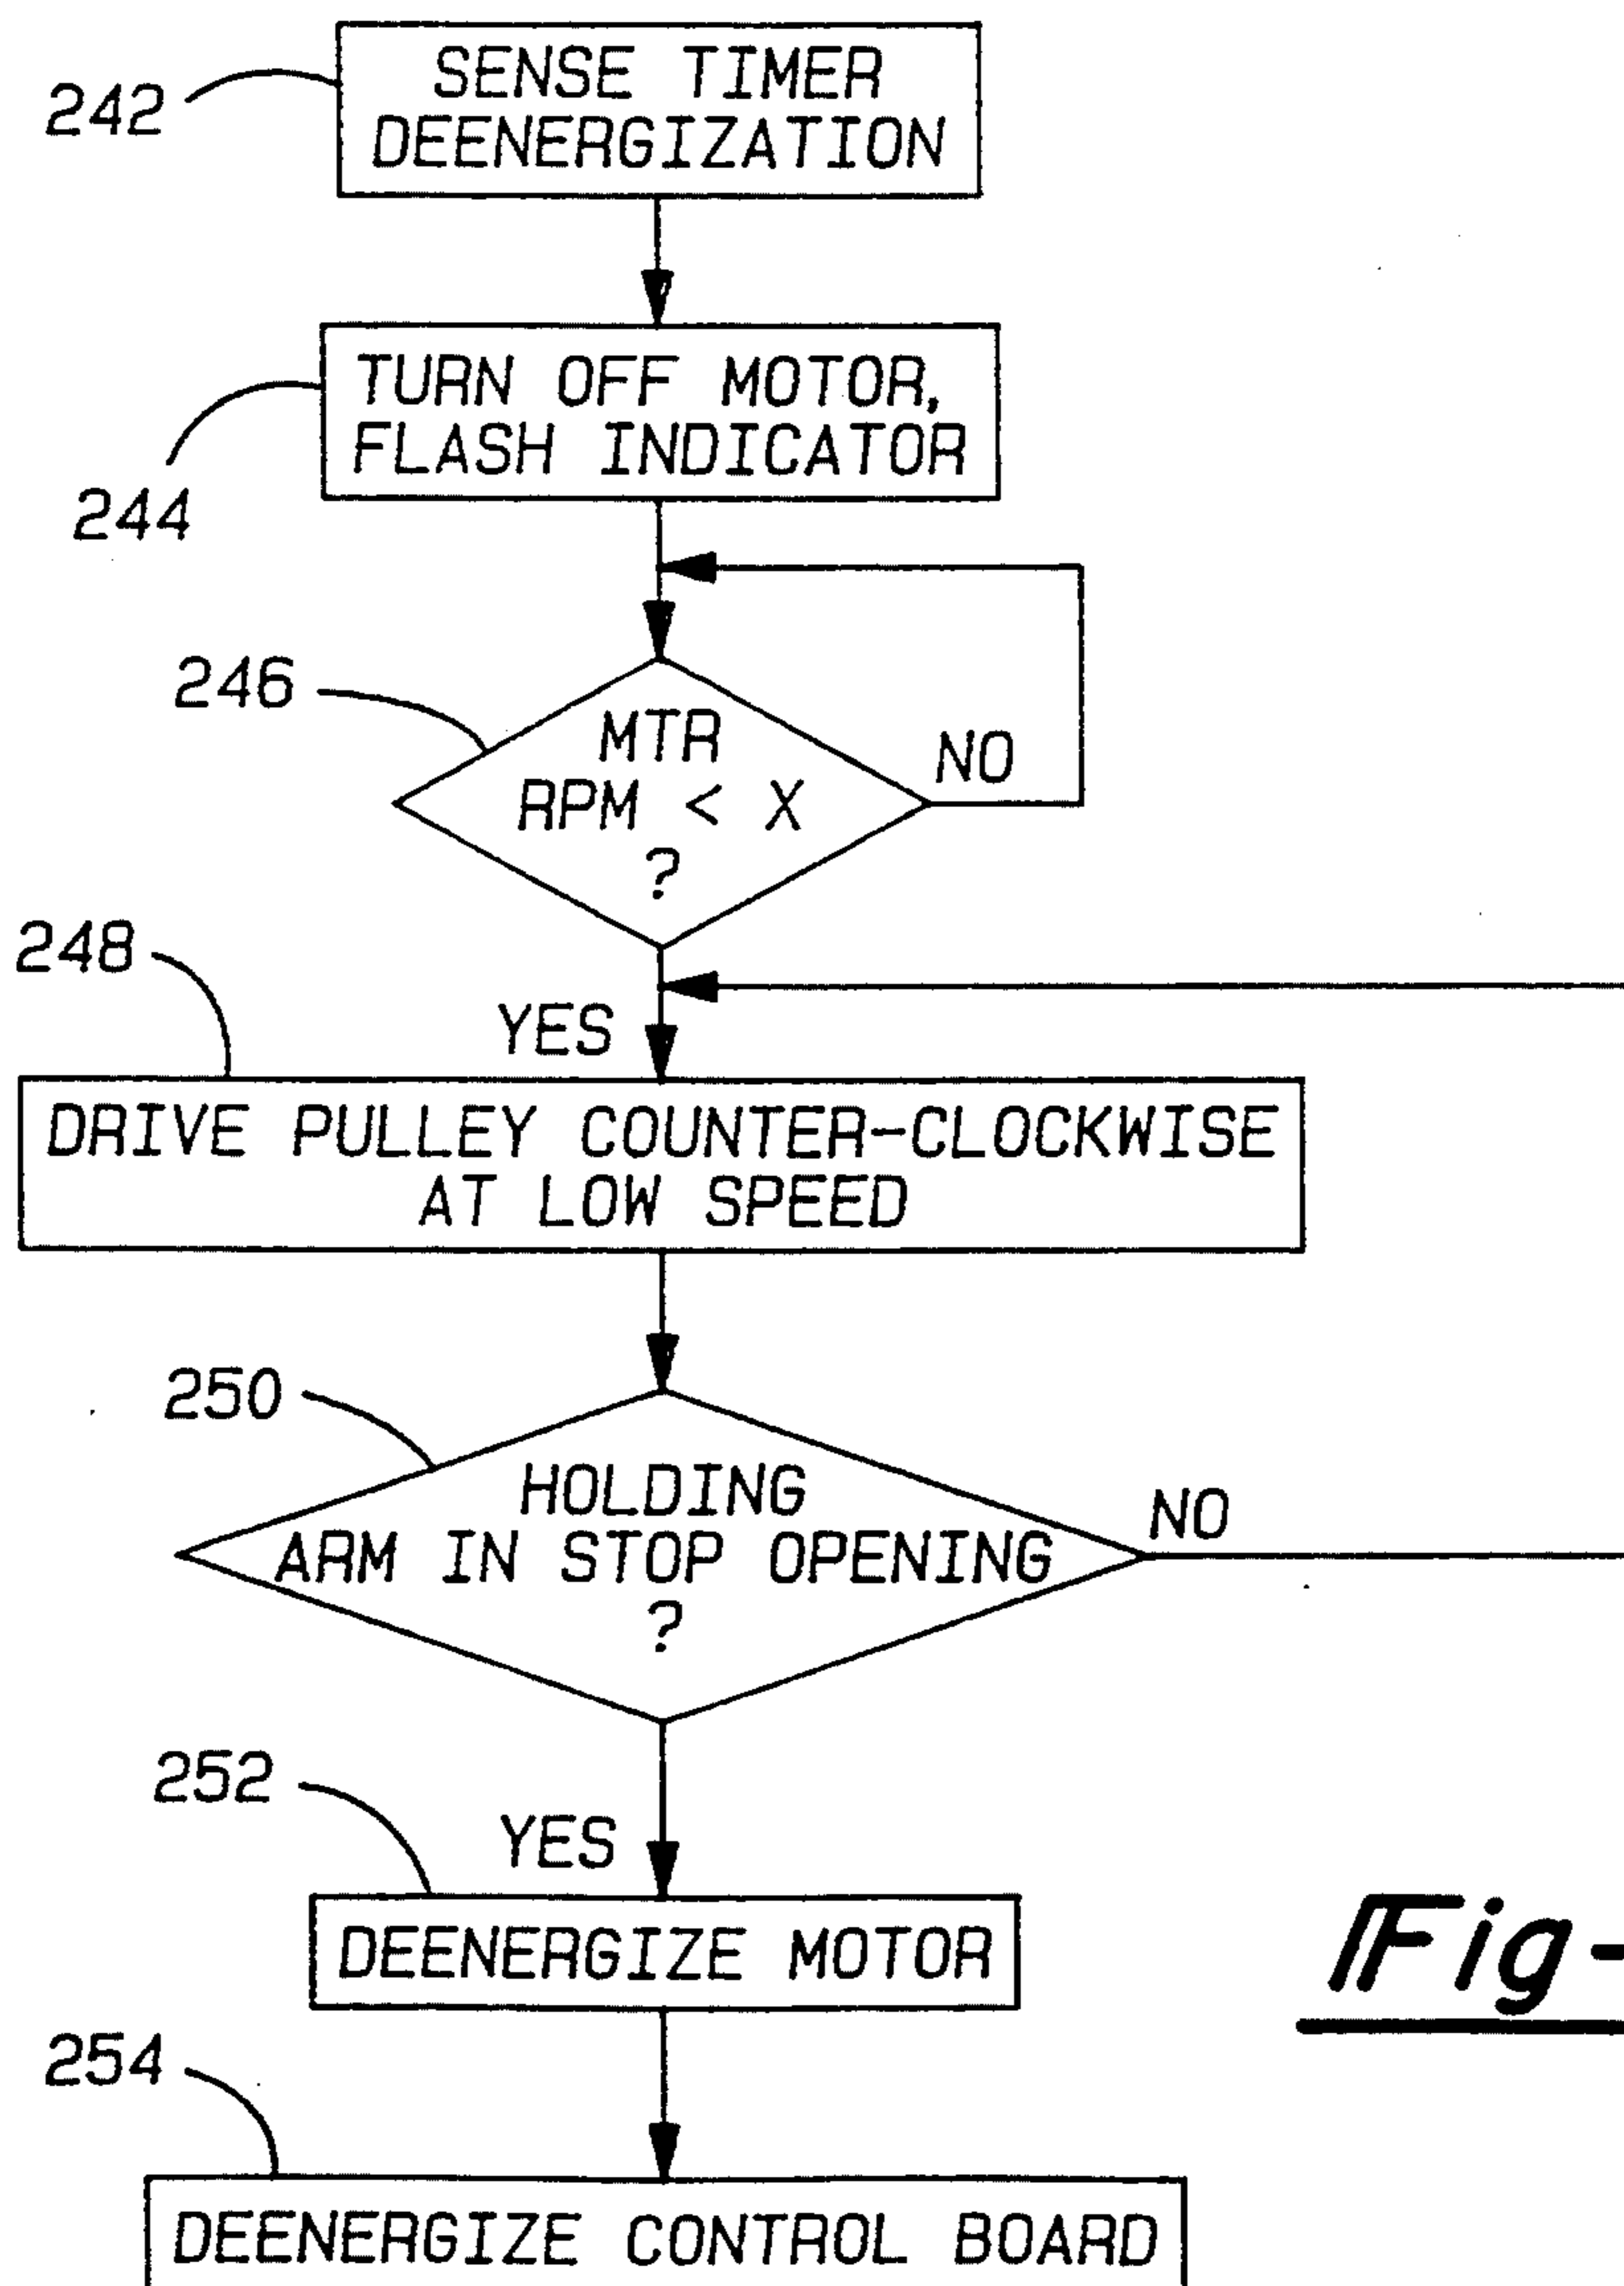 242
SENSE TIMER
DEENERGIZATION
244
TURN OFF MOTOR,
FLASH INDICATOR
246
MTR
RPM < X
?
NO
248
YES
DRIVE PULLEY COUNTER-CLOCKWISE
AT LOW SPEED
250
HOLDING
ARM IN STOP OPENING
?
NO
252
YES
DEENERGIZE MOTOR
Fig-
254
DEENERGIZE CONTROL BOARD